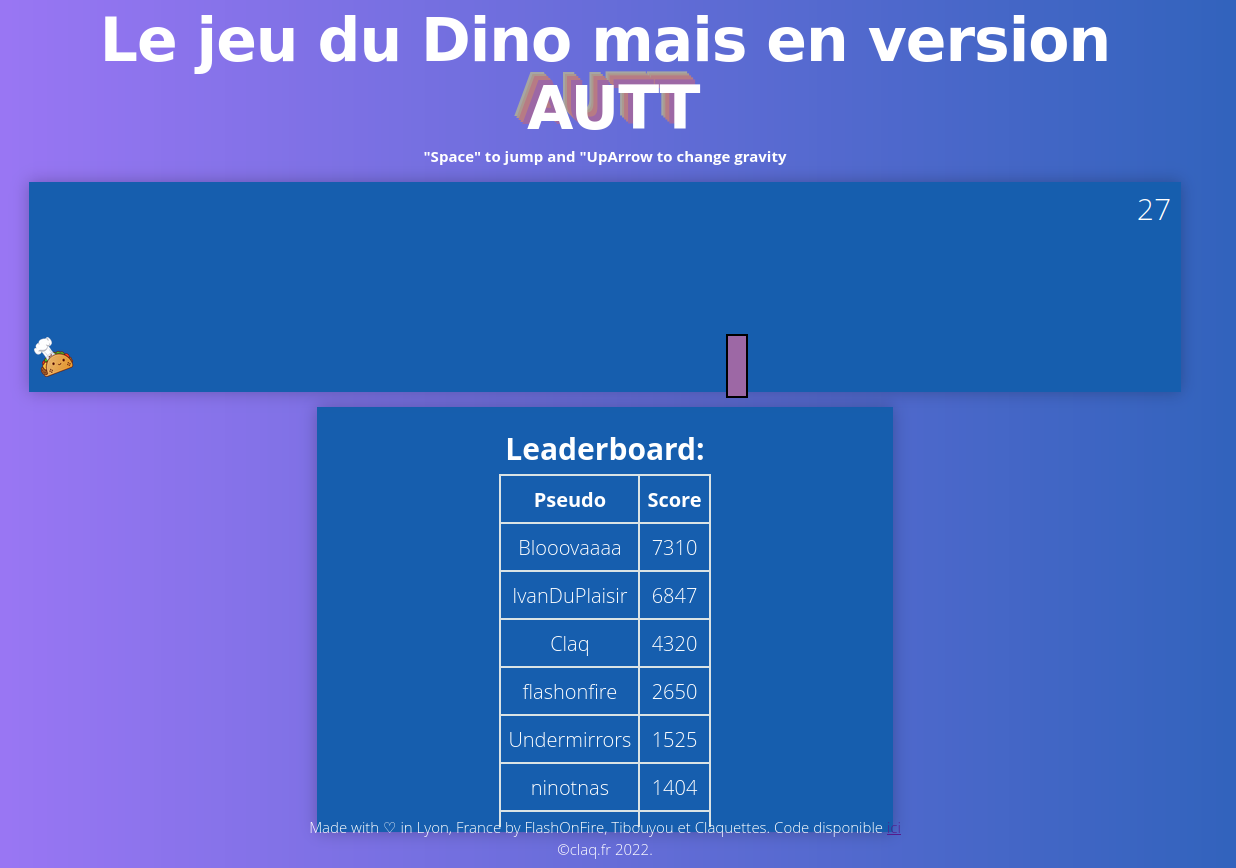 Le jeu du Dino mais en version
AUTT
"Space" to jump and "UpArrow to change gravity
27
Leaderboard:
Pseudo Score
Blooovaaaa 7310
IvanDuPlaisir 6847
Claq 4320
flashonfire 2650
Undermirrors 1525
ninotnas 1404
Made with ♡ in Lyon, France by FlashOnFire, Tibouyou et Claquettes. Code disponible ici
©claq.fr 2022.